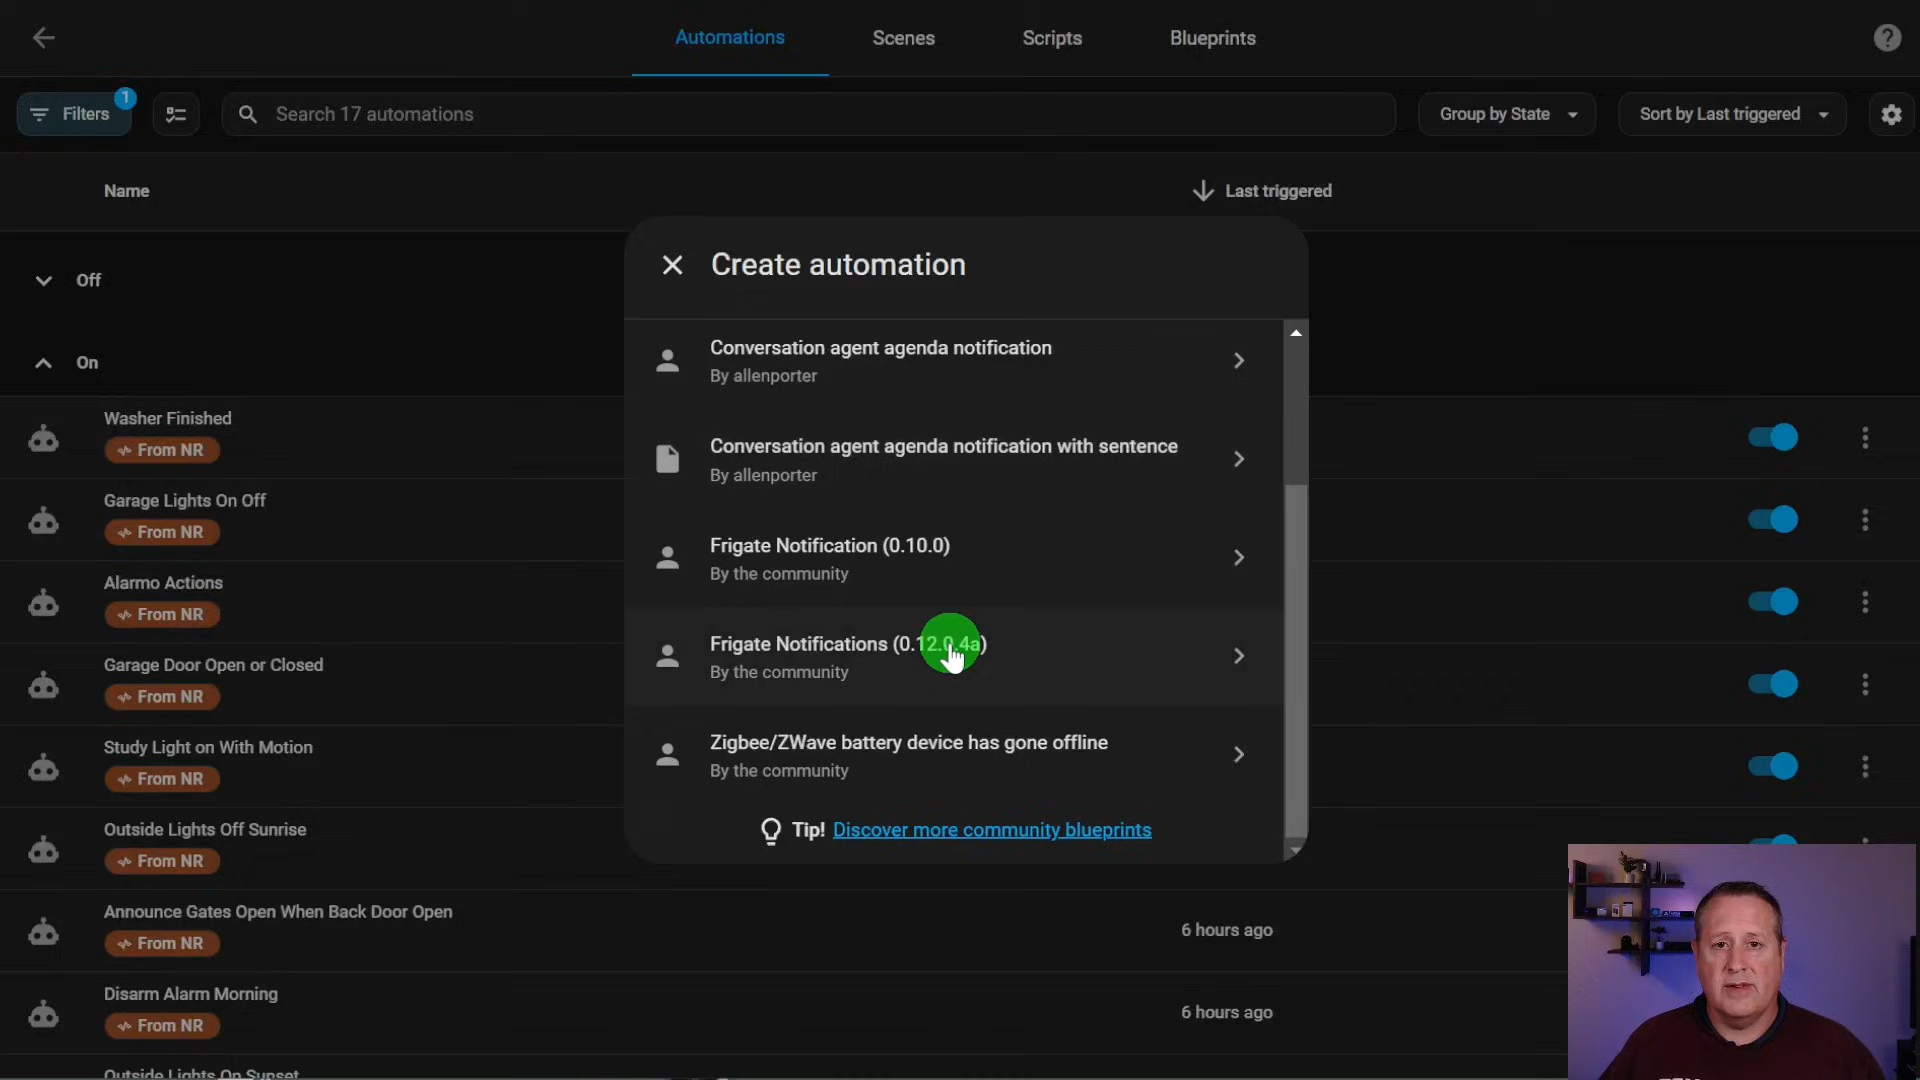 Automations
Scenes
Scripts
Blueprints
Filters
1
Search 17 automations
Group by State
Sort by Last triggered
Name
Last triggered
Create automation
Off
On
Conversation agent agenda notification
By allenporter
Conversation agent agenda notification with sentence
By allenporter
Frigate Notification (0.10.0)
By the community
Frigate Notifications (0.12.0.4a)
By the community
Zigbee/ZWave battery device has gone offline
By the community
Tip! Discover more community blueprints
Washer Finished
From NR
Garage Lights On Off
From NR
Alarmo Actions
From NR
Garage Door Open or Closed
From NR
Study Light on With Motion
From NR
Outside Lights Off Sunrise
From NR
Announce Gates Open When Back Door Open
From NR
6 hours ago
Disarm Alarm Morning
From NR
6 hours ago
Outside Lights On Sunset